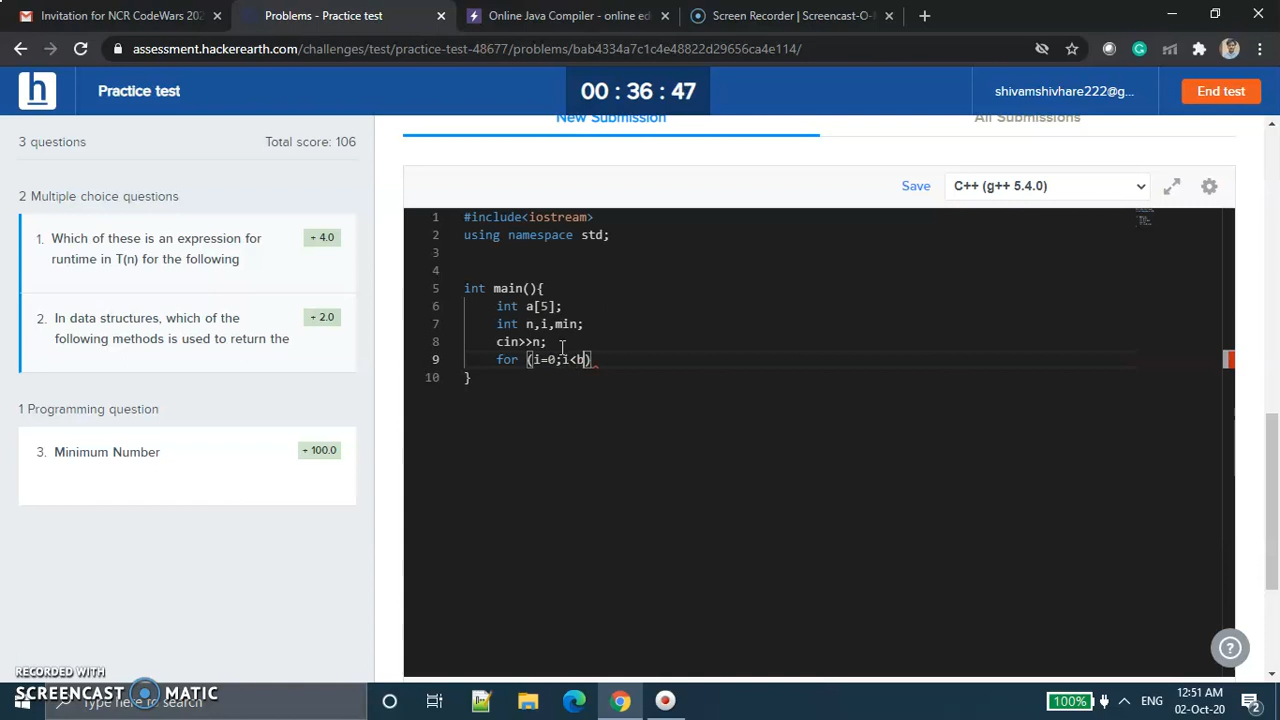 Invitation for NCR CodeWars 202
Problems - Practice test
Online Java Compiler - online ed
Screen Recorder | Screencast-O-M
assessment.hackerearth.com/challenges/test/practice-test-48677/problems/bab4334a7c1c4e48822d29656ca4e114/
h
Practice test
00 : 36 : 47
shivamshivhare222@g...
End test
3 questions
Total score: 106
New Submission
All Submissions
2 Multiple choice questions
Save
C++ (g++ 5.4.0)
1. Which of these is an expression for
runtime in T(n) for the following
+ 4.0
2. In data structures, which of the
following methods is used to return the
+ 2.0
1 Programming question
3. Minimum Number
+ 100.0
1 #include<iostream>
2 using namespace std;
3
4
5 int main(){
6 int a[5];
7 int n,i,min;
8 cin>>n;
9 for (i=0;i<b)
10 }
?
RECORDED WITH
SCREENCAST MATIC
Type here to search
100%
ENG
12:51 AM
02-Oct-20
2